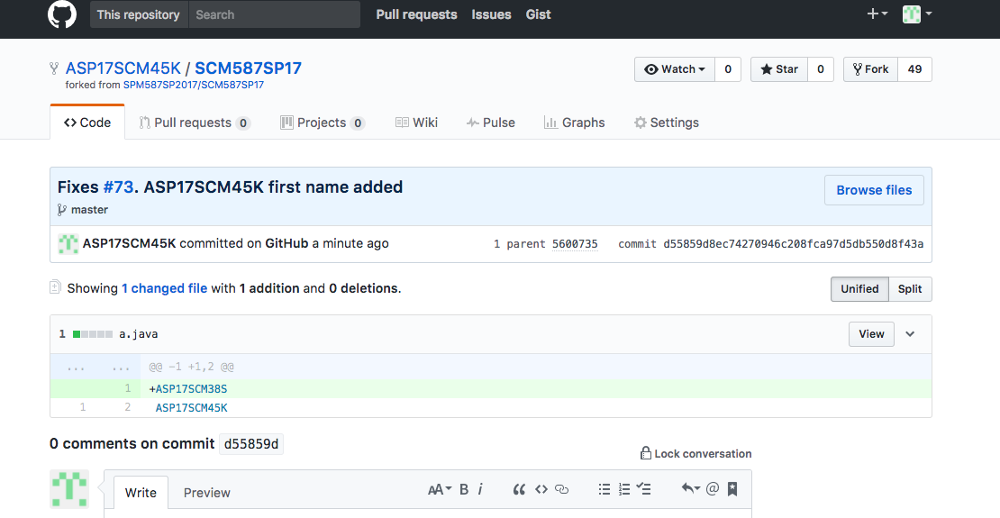 This repository Search Pull requests Issues Gist
ASP17SCM45K / SCM587SP17 Watch 0 Star 0 Fork 49
forked from SPM587SP2017/SCM587SP17
Code Pull requests 0 Projects 0 Wiki Pulse Graphs Settings
Fixes #73. ASP17SCM45K first name added Browse files
master
ASP17SCM45K committed on GitHub a minute ago 1 parent 5600735 commit d55859d8ec74270946c208fca97d5db550d8f43a
Showing 1 changed file with 1 addition and 0 deletions. Unified Split
1 a.java View
... ... @@ -1 +1,2 @@
1 +ASP17SCM38S
1 2 ASP17SCM45K
0 comments on commit d55859d Lock conversation
Write Preview AA B i